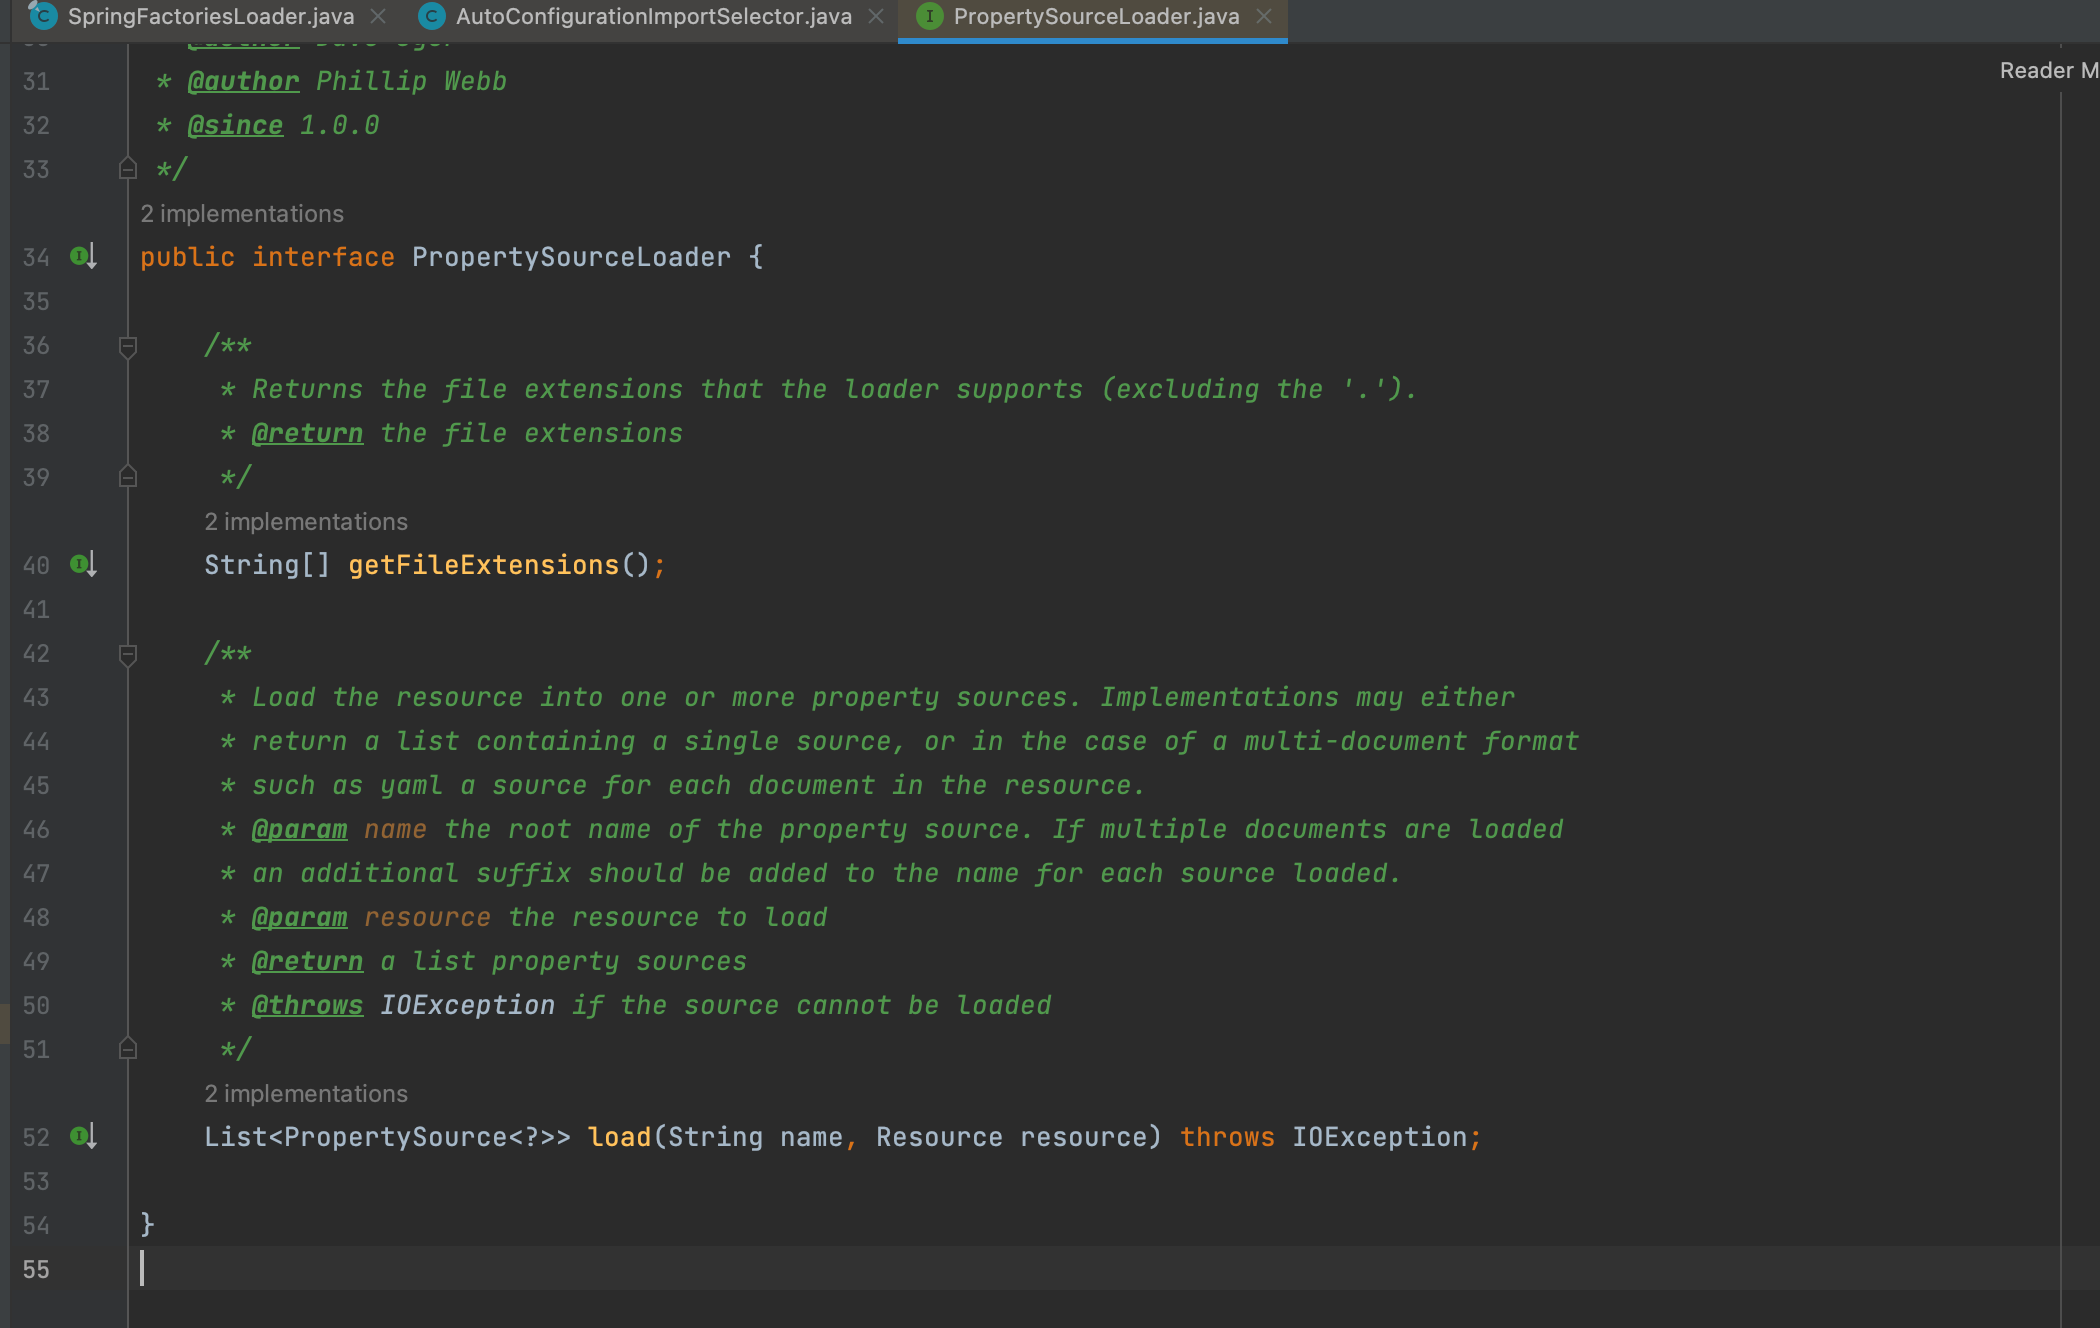 SpringFactoriesLoader.java AutoConfigurationImportSelector.java PropertySourceLoader.java
Reader M
31 * @author Phillip Webb
32 * @since 1.0.0
33 */
2 implementations
34 public interface PropertySourceLoader {
35
36 /**
37 * Returns the file extensions that the loader supports (excluding the '.').
38 * @return the file extensions
39 */
2 implementations
40 String[] getFileExtensions();
41
42 /**
43 * Load the resource into one or more property sources. Implementations may either
44 * return a list containing a single source, or in the case of a multi-document format
45 * such as yaml a source for each document in the resource.
46 * @param name the root name of the property source. If multiple documents are loaded
47 * an additional suffix should be added to the name for each source loaded.
48 * @param resource the resource to load
49 * @return a list property sources
50 * @throws IOException if the source cannot be loaded
51 */
2 implementations
52 List<PropertySource<?>> load(String name, Resource resource) throws IOException;
53
54 }
55